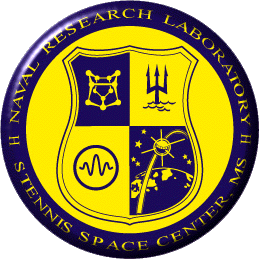 NAVAL RESEARCH LABORATORY
STENNIS SPACE CENTER, MS